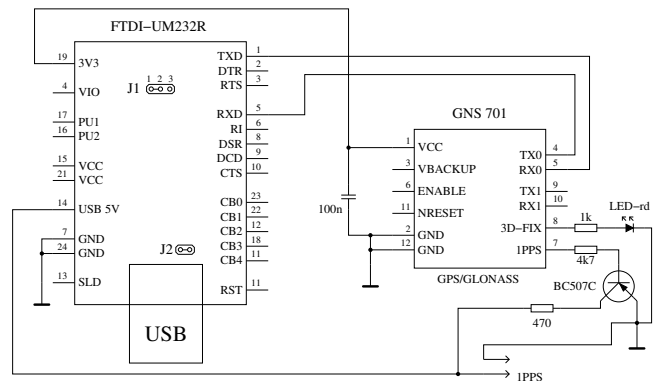 FTDI-UM232R
19 3V3
4 VIO
17 PU1
16 PU2
15 VCC
21 VCC
14 USB 5V
7 GND
24 GND
13 SLD
J1
1 2 3
J2
USB
TXD 1
DTR 2
RTS 3
RXD 5
RI 6
DSR 8
DCD 9
CTS 10
CB0 23
CB1 22
CB2 12
CB3 18
CB4 11
RST 11
100n
GNS 701
1 VCC
3 VBACKUP
6 ENABLE
11 NRESET
2 GND
12 GND
TX0 4
RX0 5
TX1 9
RX1 10
3D-FIX 8
1PPS 7
GPS/GLONASS
LED-rd
1k
4k7
BC507C
470
1PPS